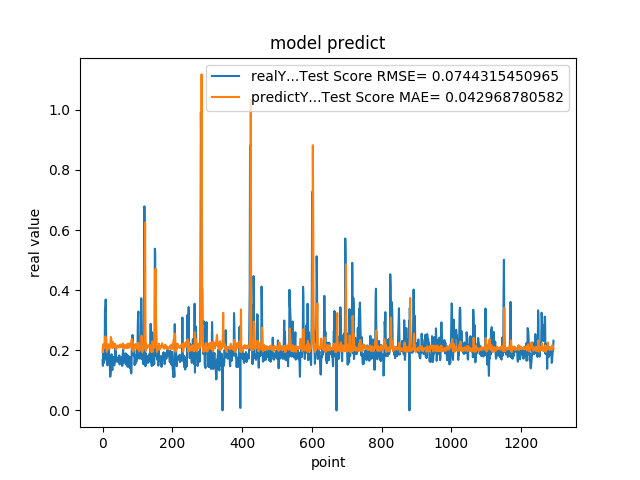 model predict
realY...Test Score RMSE= 0.0744315450965
predictY...Test Score MAE= 0.042968780582
real value
1.0
0.8
0.6
0.4
0.2
0.0
0 200 400 600 800 1000 1200
point